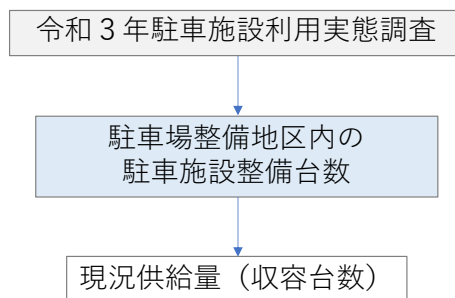 令和３年駐車施設利用実態調査
駐車場整備地区内の
駐車施設整備台数
現況供給量（収容台数）